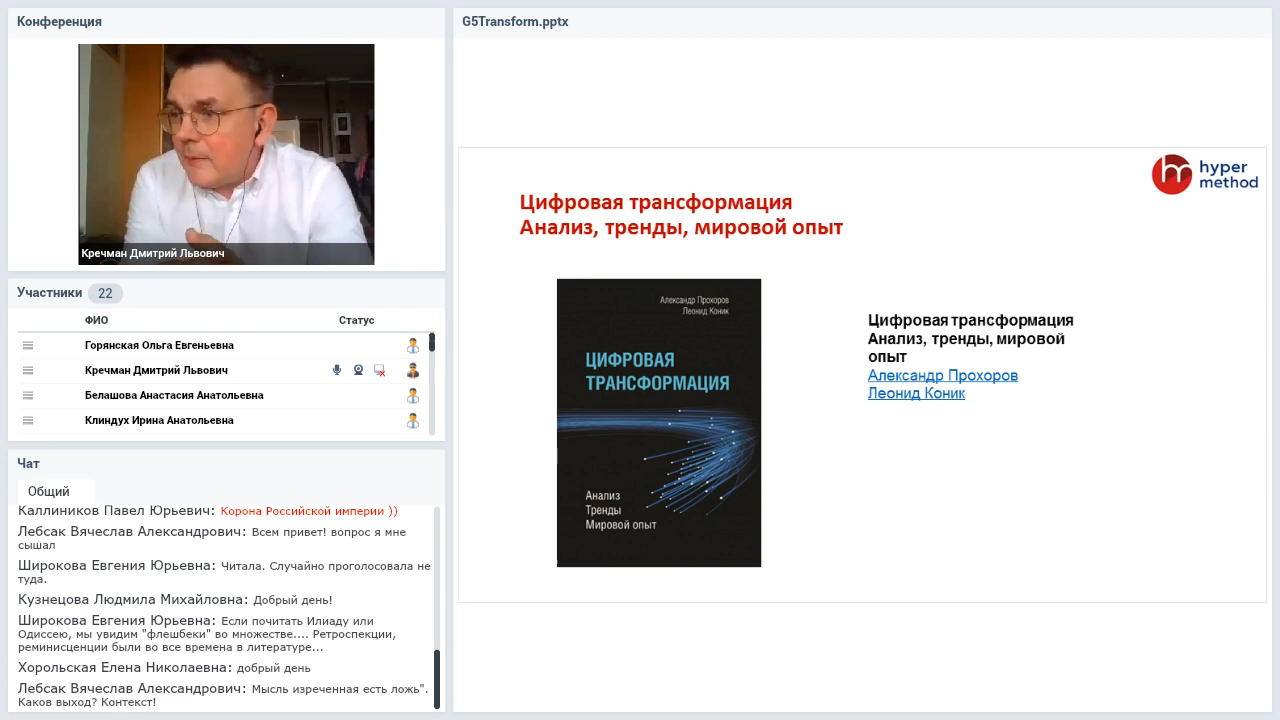 Конференция
Кречман Дмитрий Львович
Участники 22
ФИО Статус
Горянская Ольга Евгеньевна
Кречман Дмитрий Львович
Белашова Анастасия Анатольевна
Клиндух Ирина Анатольевна
Чат
Общий
Каллиников Павел Юрьевич: Корона Российской империи ))
Лебсак Вячеслав Александрович: Всем привет! вопрос я мне
сышал
Широкова Евгения Юрьевна: Читала. Случайно проголосовала не
туда.
Кузнецова Людмила Михайловна: Добрый день!
Широкова Евгения Юрьевна: Если почитать Илиаду или
Одиссею, мы увидим "флешбеки" во множестве.... Ретроспекции,
реминисценции были во все времена в литературе...
Хорольская Елена Николаевна: добрый день
Лебсак Вячеслав Александрович: Мысль изреченная есть ложь".
Каков выход? Контекст!
G5Transform.pptx
hyper
method
Цифровая трансформация
Анализ, тренды, мировой опыт
Александр Прохоров
Леонид Коник
ЦИФРОВАЯ
ТРАНСФОРМАЦИЯ
Анализ
Тренды
Мировой опыт
Цифровая трансформация
Анализ, тренды, мировой
опыт
Александр Прохоров
Леонид Коник